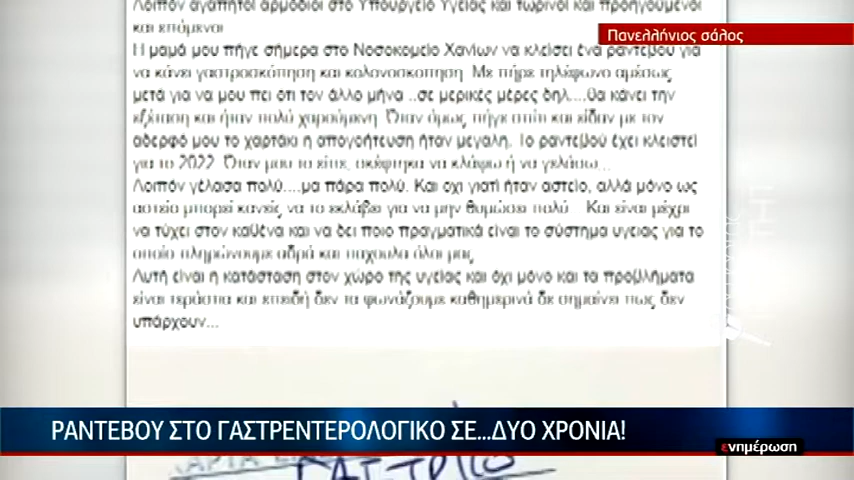 Λοιπόν αγαπητοί αρμόδιοι στο Υπουργείο Υγείας και τωρινοί και προηγούμενοι
και επόμενοι
Πανελλήνιος σάλος
Η μαμά μου πήγε σήμερα στο Νοσοκομείο Χανίων να κλείσει ένα ραντεβού για
να κάνει γαστροσκόπηση και κολονοσκοπηση. Με πήρε τηλέφωνο αμέσως
μετά για να μου πει οτι τον άλλο μήνα ..σε μερικες μέρες δηλ....θα κάνει την
εξέταση και ήταν πολύ χαρούμενη. Όταν όμως πήγε σπίτι και είδαν με τον
αδερφό μου το χαρτάκι η απογοήτευση ήταν μεγαλη. Το ραντεβού έχει κλειστεί
για το 2022. Όταν μου το είπε, σκέφτηκα να κλάψω ή να γελάσω...
Λοιπόν γέλασα πολύ....μα πάρα πολύ. Και οχι γιατί ήταν αστείο, αλλά μόνο ως
αστείο μπορεί κανείς να το εκλάβει για να μην θυμώσει πολύ... Και είναι μέχρι
να τύχει στον καθένα και να δει ποιο πραγματικά είναι το σύστημα υγειας για το
οποίο πληρώνουμε αδρά και παχουλα όλοι μας
Αυτή είναι η κατάσταση στον χώρο της υγείας και όχι μόνο και τα προβλήματα
είναι τεράστια και επειδή δεν τα φωνάζουμε καθημερινά δε σημαίνει πως δεν
υπάρχουν...
ΡΑΝΤΕΒΟΥ ΣΤΟ ΓΑΣΤΡΕΝΤΕΡΟΛΟΓΙΚΟ ΣΕ...ΔΥΟ ΧΡΟΝΙΑ!
ενημέρωση